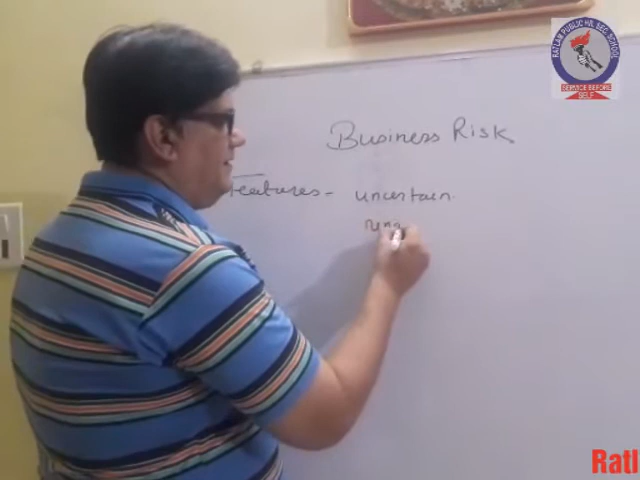 RATLAM PUBLIC HR. SEC. SCHOOL
SERVICE BEFORE
SELF
Business Risk
Features - uncertain.
Ratl